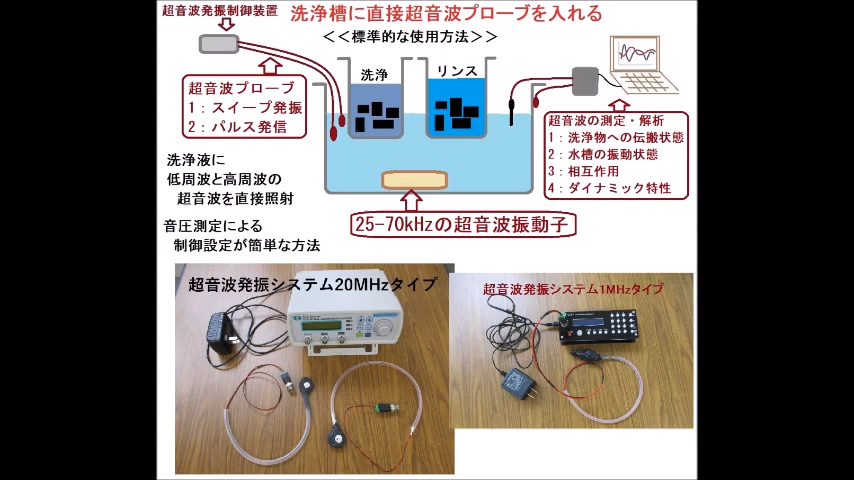 超音波発振制御装置
洗浄槽に直接超音波プローブを入れる
<<標準的な使用方法>>
洗浄
リンス
超音波プローブ
1:スイープ発振
2:パルス発信
超音波の測定・解析
1:洗浄物への伝搬状態
2:水槽の振動状態
3:相互作用
4:ダイナミック特性
洗浄液に
低周波と高周波の
超音波を直接照射
音圧測定による
制御設定が簡単な方法
25-70kHzの超音波振動子
超音波発振システム20MHzタイプ
超音波発振システム1MHzタイプ